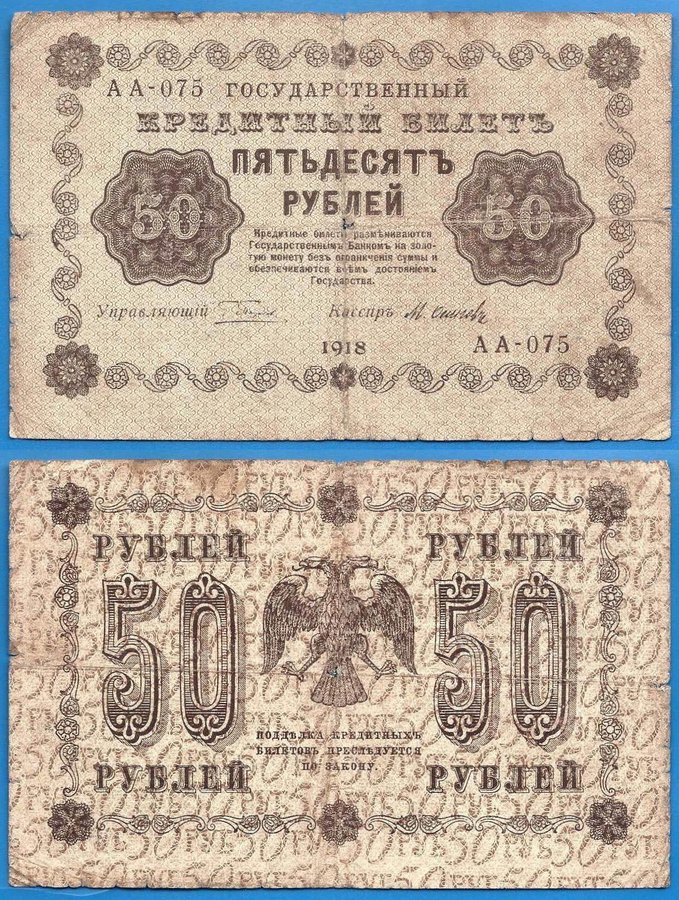 АА-075 ГОСУДАРСТВЕННЫЙ
КРЕДИТНЫЙ БИЛЕТЪ
ПЯТЬДЕСЯТЪ
РУБЛЕЙ
50
50
Кредитные билеты размѣниваются
Государственнымъ Банкомъ на золо-
тую монету безъ ограниченія суммы и
обезпечиваются всѣмъ достояніемъ
Государства.
Управляющій
Кассиръ
1918
АА-075
РУБЛЕЙ
РУБЛЕЙ
50
50
ПОДДѢЛКА КРЕДИТНЫХЪ
БИЛЕТОВЪ ПРЕСЛѢДУЕТСЯ
ПО ЗАКОНУ.
РУБЛЕЙ
РУБЛЕЙ